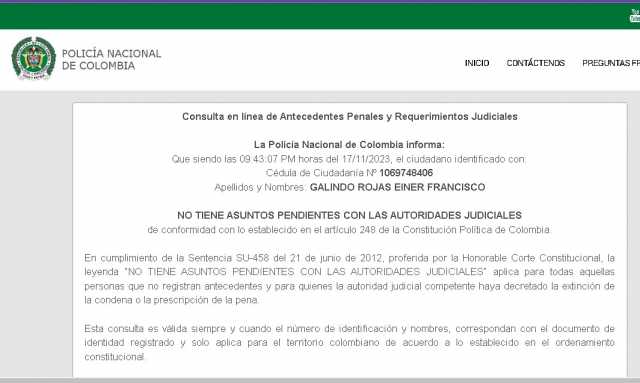 You
Tube
POLICÍA NACIONAL
DE COLOMBIA
INICIO CONTÁCTENOS PREGUNTAS FR
Consulta en línea de Antecedentes Penales y Requerimientos Judiciales
La Policía Nacional de Colombia informa:
Que siendo las 09:43:07 PM horas del 17/11/2023, el ciudadano identificado con:
Cédula de Ciudadanía Nº 1069748406
Apellidos y Nombres: GALINDO ROJAS EINER FRANCISCO
NO TIENE ASUNTOS PENDIENTES CON LAS AUTORIDADES JUDICIALES
de conformidad con lo establecido en el artículo 248 de la Constitución Política de Colombia.
En cumplimiento de la Sentencia SU-458 del 21 de junio de 2012, proferida por la Honorable Corte Constitucional, la
leyenda "NO TIENE ASUNTOS PENDIENTES CON LAS AUTORIDADES JUDICIALES" aplica para todas aquellas
personas que no registran antecedentes y para quienes la autoridad judicial competente haya decretado la extinción de
la condena o la prescripción de la pena.
Esta consulta es válida siempre y cuando el número de identificación y nombres, correspondan con el documento de
identidad registrado y solo aplica para el territorio colombiano de acuerdo a lo establecido en el ordenamiento
constitucional.